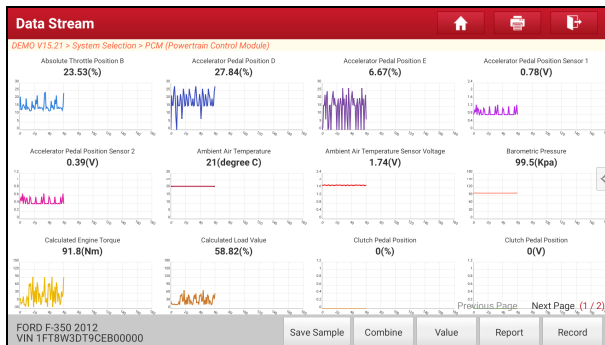 Data Stream
DEMO V15.21 > System Selection > PCM (Powertrain Control Module)
Absolute Throttle Position B
23.53(%)
Accelerator Pedal Position D
27.84(%)
Accelerator Pedal Position E
6.67(%)
Accelerator Pedal Position Sensor 1
0.78(V)
Accelerator Pedal Position Sensor 2
0.39(V)
Ambient Air Temperature
21(degree C)
Ambient Air Temperature Sensor Voltage
1.74(V)
Barometric Pressure
99.5(Kpa)
Calculated Engine Torque
91.8(Nm)
Calculated Load Value
58.82(%)
Clutch Pedal Position
0(%)
Clutch Pedal Position
0(V)
Previous Page Next Page (1 / 2)
FORD F-350 2012
VIN 1FT8W3DT9CEB00000
Save Sample Combine Value Report Record